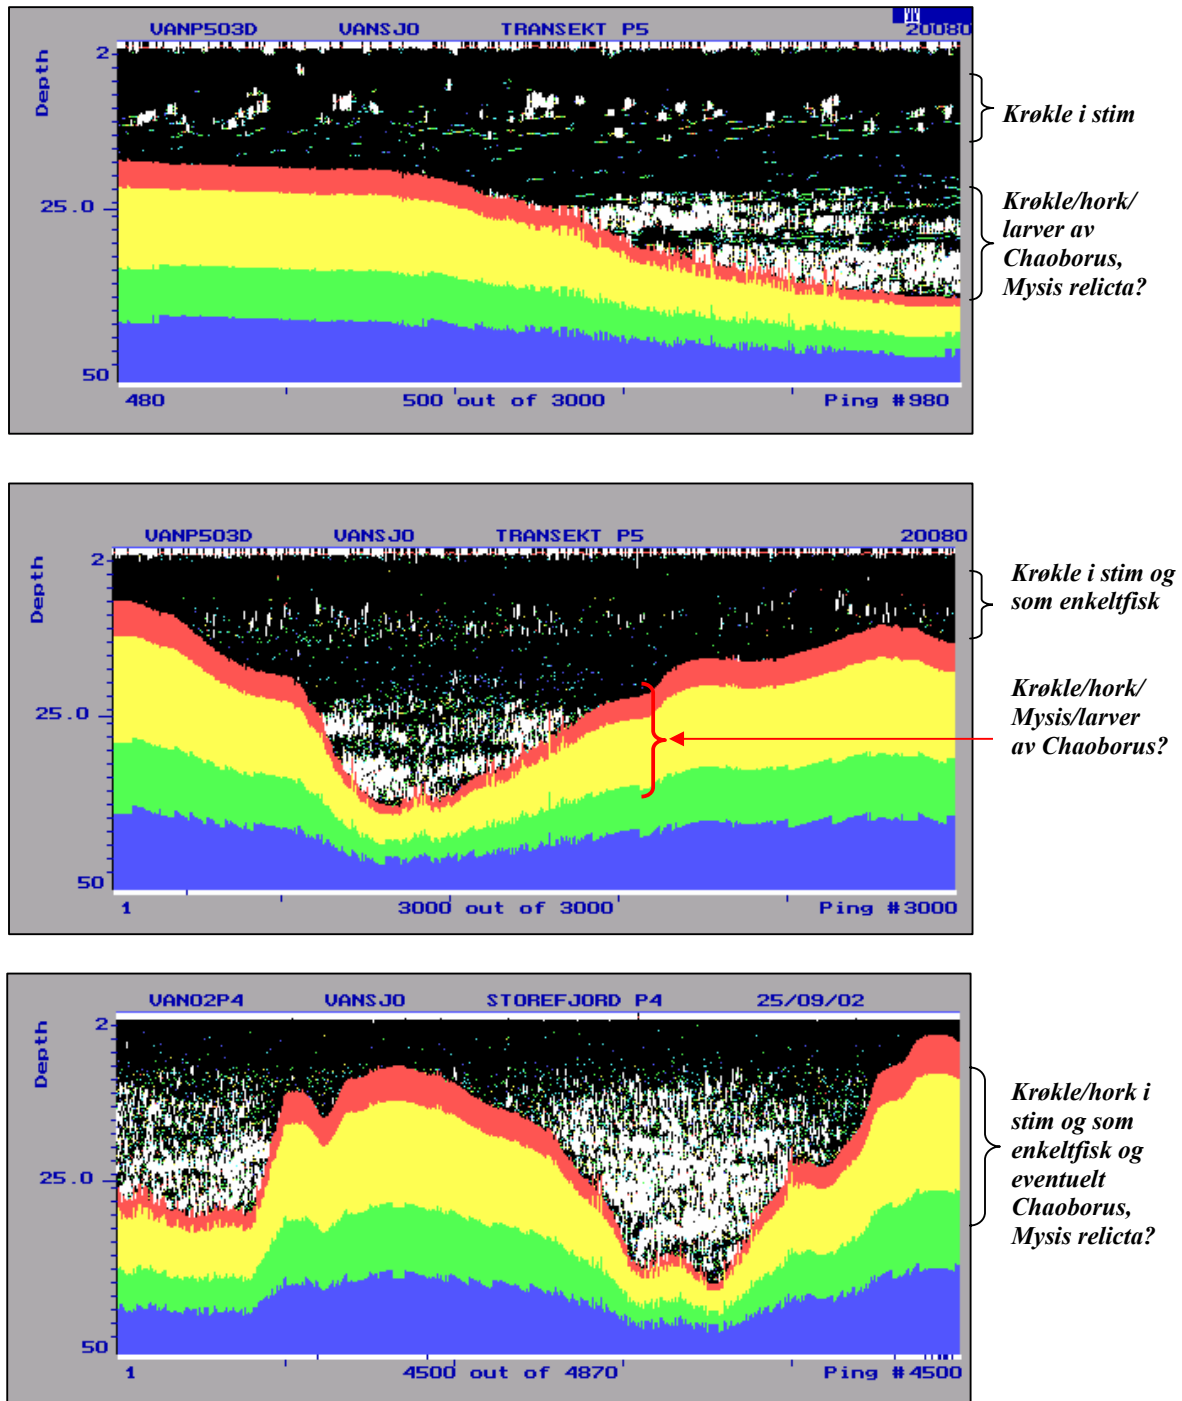 VANP503D VANSJO TRANSEKT P5 20080
2
Depth
25.0
50
480 500 out of 3000 Ping #980
Krøkle i stim
Krøkle/hork/
larver av
Chaoborus,
Mysis relicta?
VANP503D VANSJO TRANSEKT P5 20080
2
Depth
25.0
50
1 3000 out of 3000 Ping #3000
Krøkle i stim og
som enkeltfisk
Krøkle/hork/
Mysis/larver
av Chaoborus?
VANO2P4 VANSJO STOREFJORD P4 25/09/02
2
Depth
25.0
50
1 4500 out of 4870 Ping #4500
Krøkle/hork i
stim og som
enkeltfisk og
eventuelt
Chaoborus,
Mysis relicta?